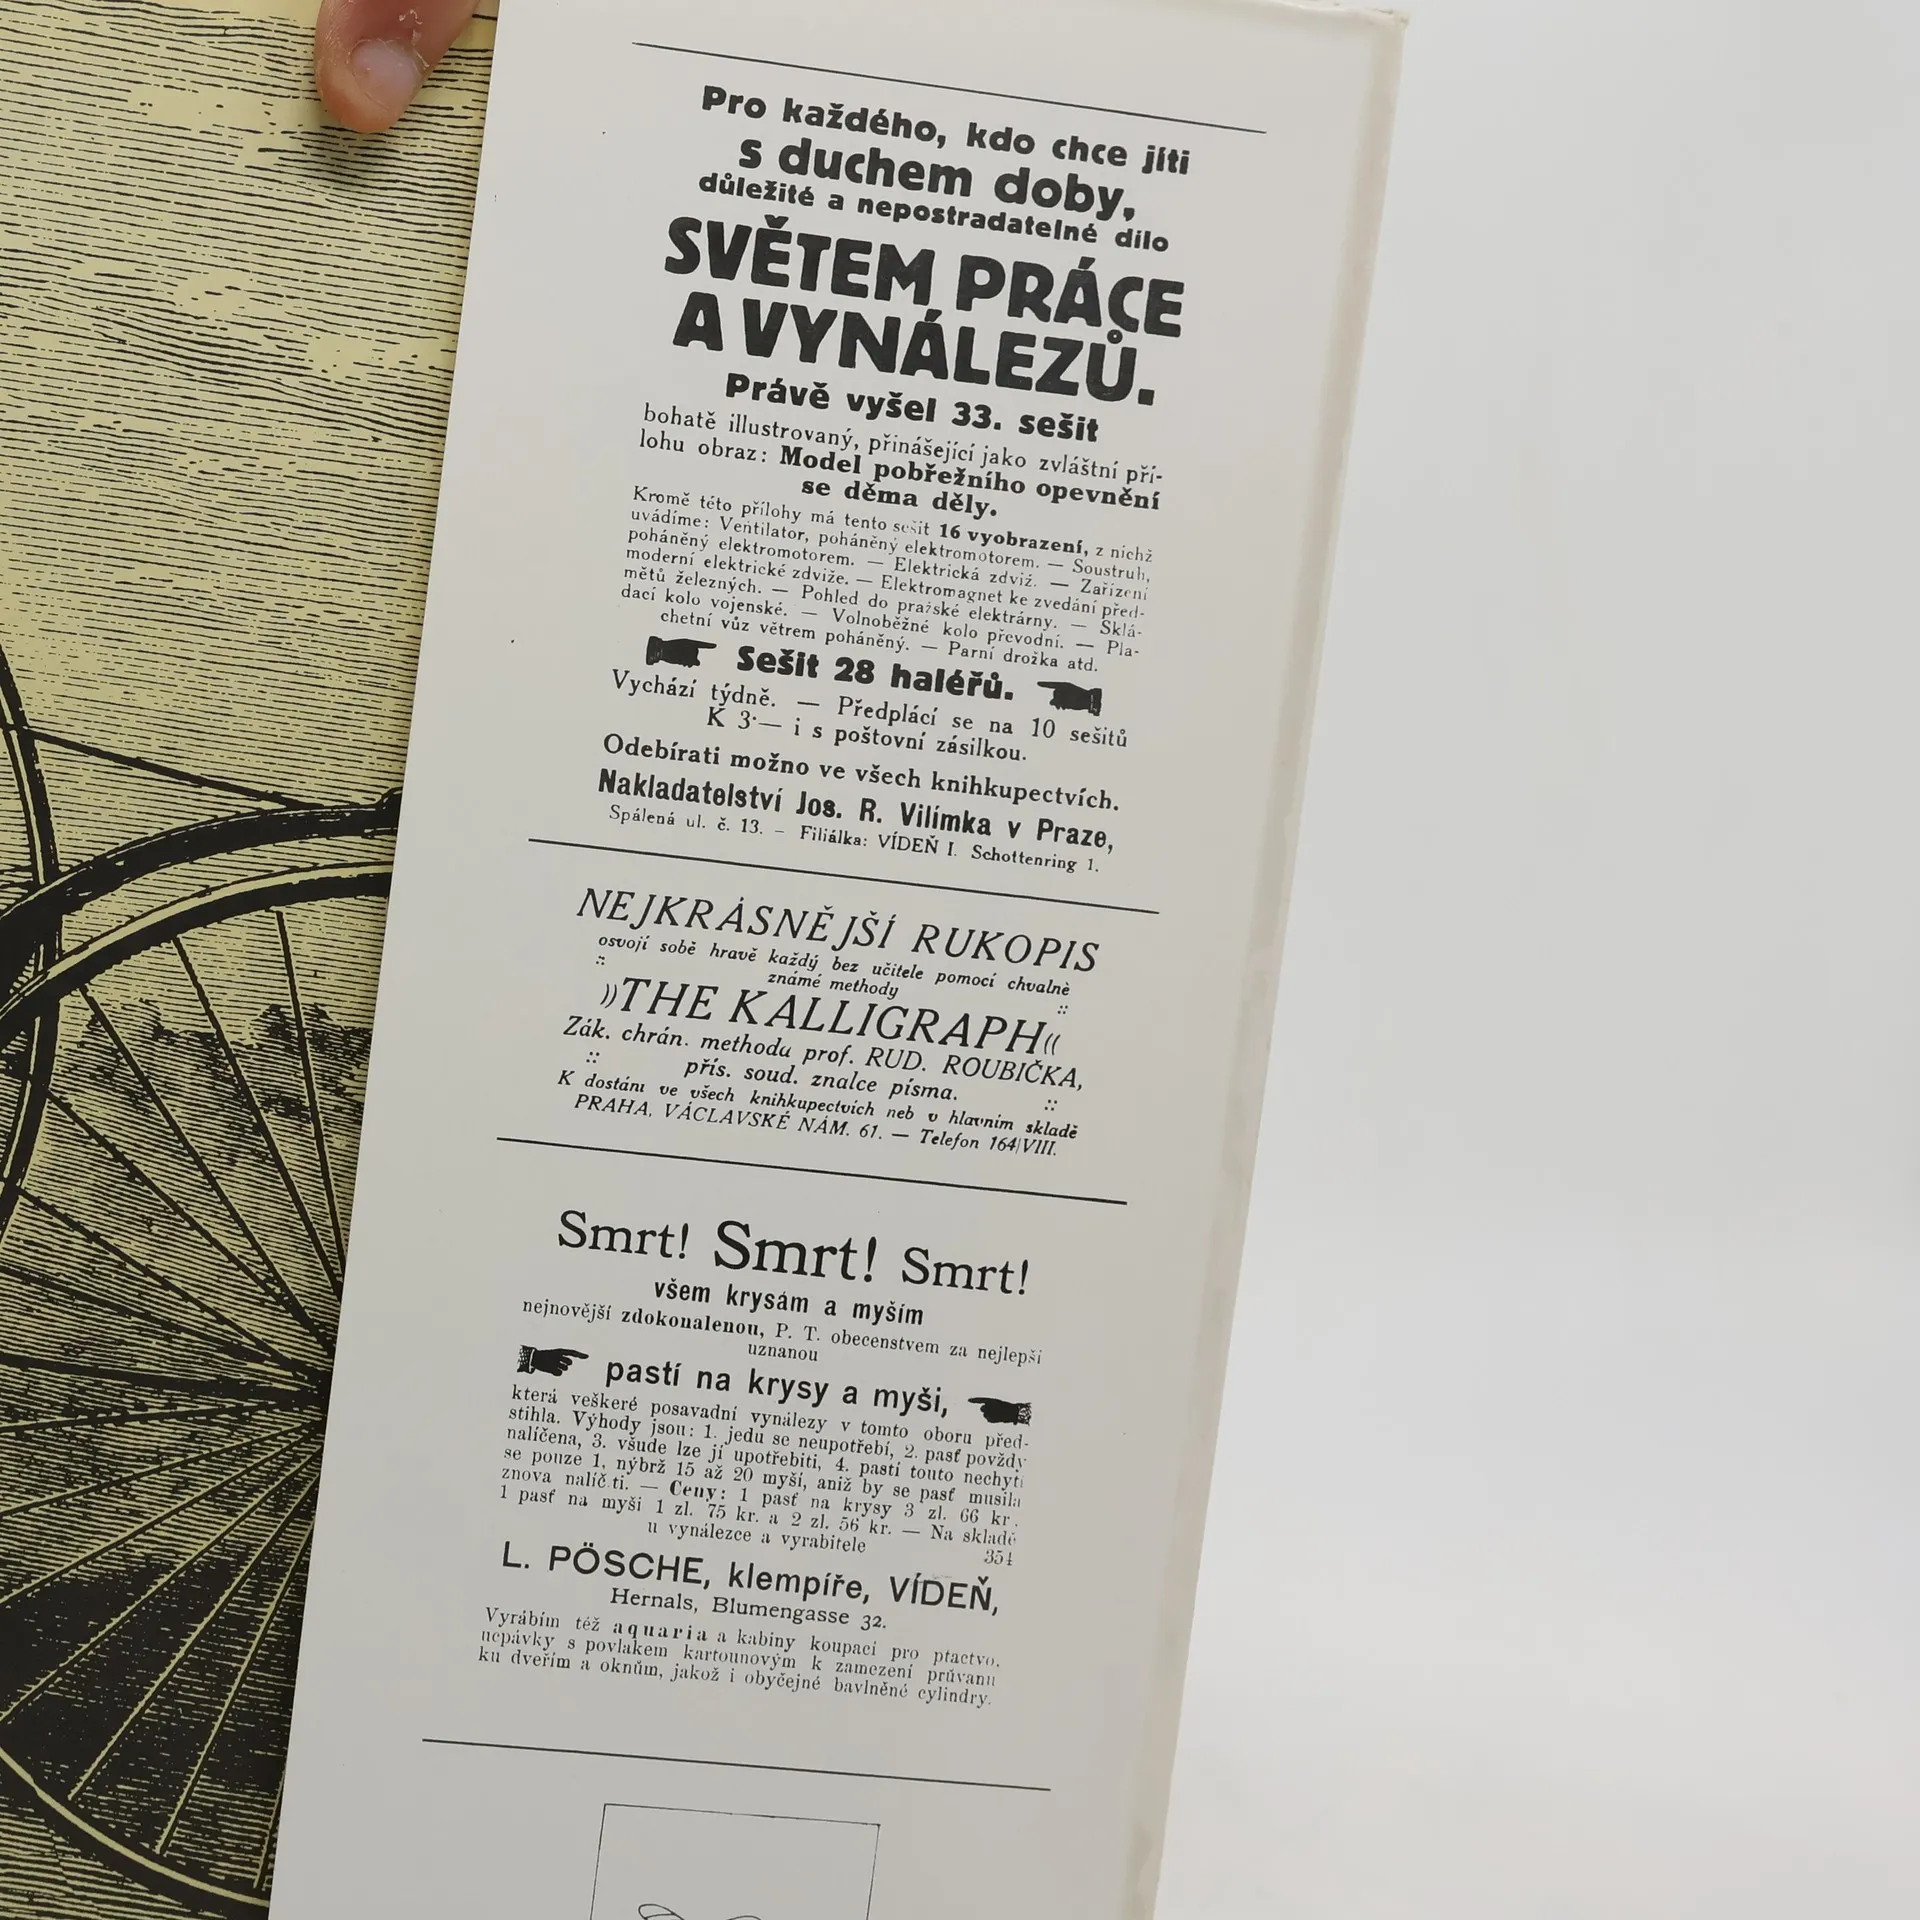 Pro každého, kdo chce jíti
s duchem doby,
důležité a nepostradatelné dílo
SVĚTEM PRÁCE
A VYNÁLEZŮ.
Právě vyšel 33. sešit
bohatě illustrovaný, přinášející jako zvláštní pří-
lohu obraz: Model pobřežního opevnění
se děma děly.
Kromě této přílohy má tento sešit 16 vyobrazení, z nichž
uvádíme: Ventilator, poháněný elektromotorem. — Soustruh,
poháněný elektromotorem. — Elektrická zdviž. — Zařízení
moderní elektrické zdviže. — Elektromagnet ke zvedání před-
mětů železných. — Pohled do pražské elektrárny. — Sklá-
dací kolo vojenské. — Volnoběžné kolo převodní. — Pla-
chetní vůz větrem poháněný. — Parní drožka atd.
Sešit 28 haléřů.
Vychází týdně. — Předplácí se na 10 sešitů
K 3·— i s poštovní zásilkou.
Odebírati možno ve všech knihkupectvích.
Nakladatelství Jos. R. Vilímka v Praze,
Spálená ul. č. 13. – Filiálka: VÍDEŇ I. Schottenring 1.
NEJKRÁSNĚJŠÍ RUKOPIS
osvojí sobě hravě každý bez učitele pomocí chvalně
:: známé methody ::
»THE KALLIGRAPH«
Zák. chrán. methoda prof. RUD. ROUBIČKA,
:: přís. soud. znalce písma. ::
K dostání ve všech knihkupectvích neb v hlavním skladě
PRAHA, VÁCLAVSKÉ NÁM. 61. — Telefon 164/VIII.
Smrt! Smrt! Smrt!
všem krysám a myším
nejnovější zdokonalenou, P. T. obecenstvem za nejlepší
uznanou
pastí na krysy a myši,
která veškeré posavadní vynálezy v tomto oboru před-
stihla. Výhody jsou: 1. jedu se neupotřebí, 2. pasť povždy
nalíčena, 3. všude lze jí upotřebiti, 4. pastí touto nechytí
se pouze 1, nýbrž 15 až 20 myší, aniž by se pasť musila
znova nalíčiti. — Ceny: 1 pasť na krysy 3 zl. 66 kr.
1 pasť na myši 1 zl. 75 kr. a 2 zl. 56 kr. — Na skladě
u vynálezce a vyrabitele 354
L. PÖSCHE, klempíře, VÍDEŇ,
Hernals, Blumengasse 32.
Vyrábím též aquaria a kabiny koupací pro ptactvo,
ucpávky s povlakem kartounovým k zamezení průvanu
ku dveřím a oknům, jakož i obyčejné bavlněné cylindry.